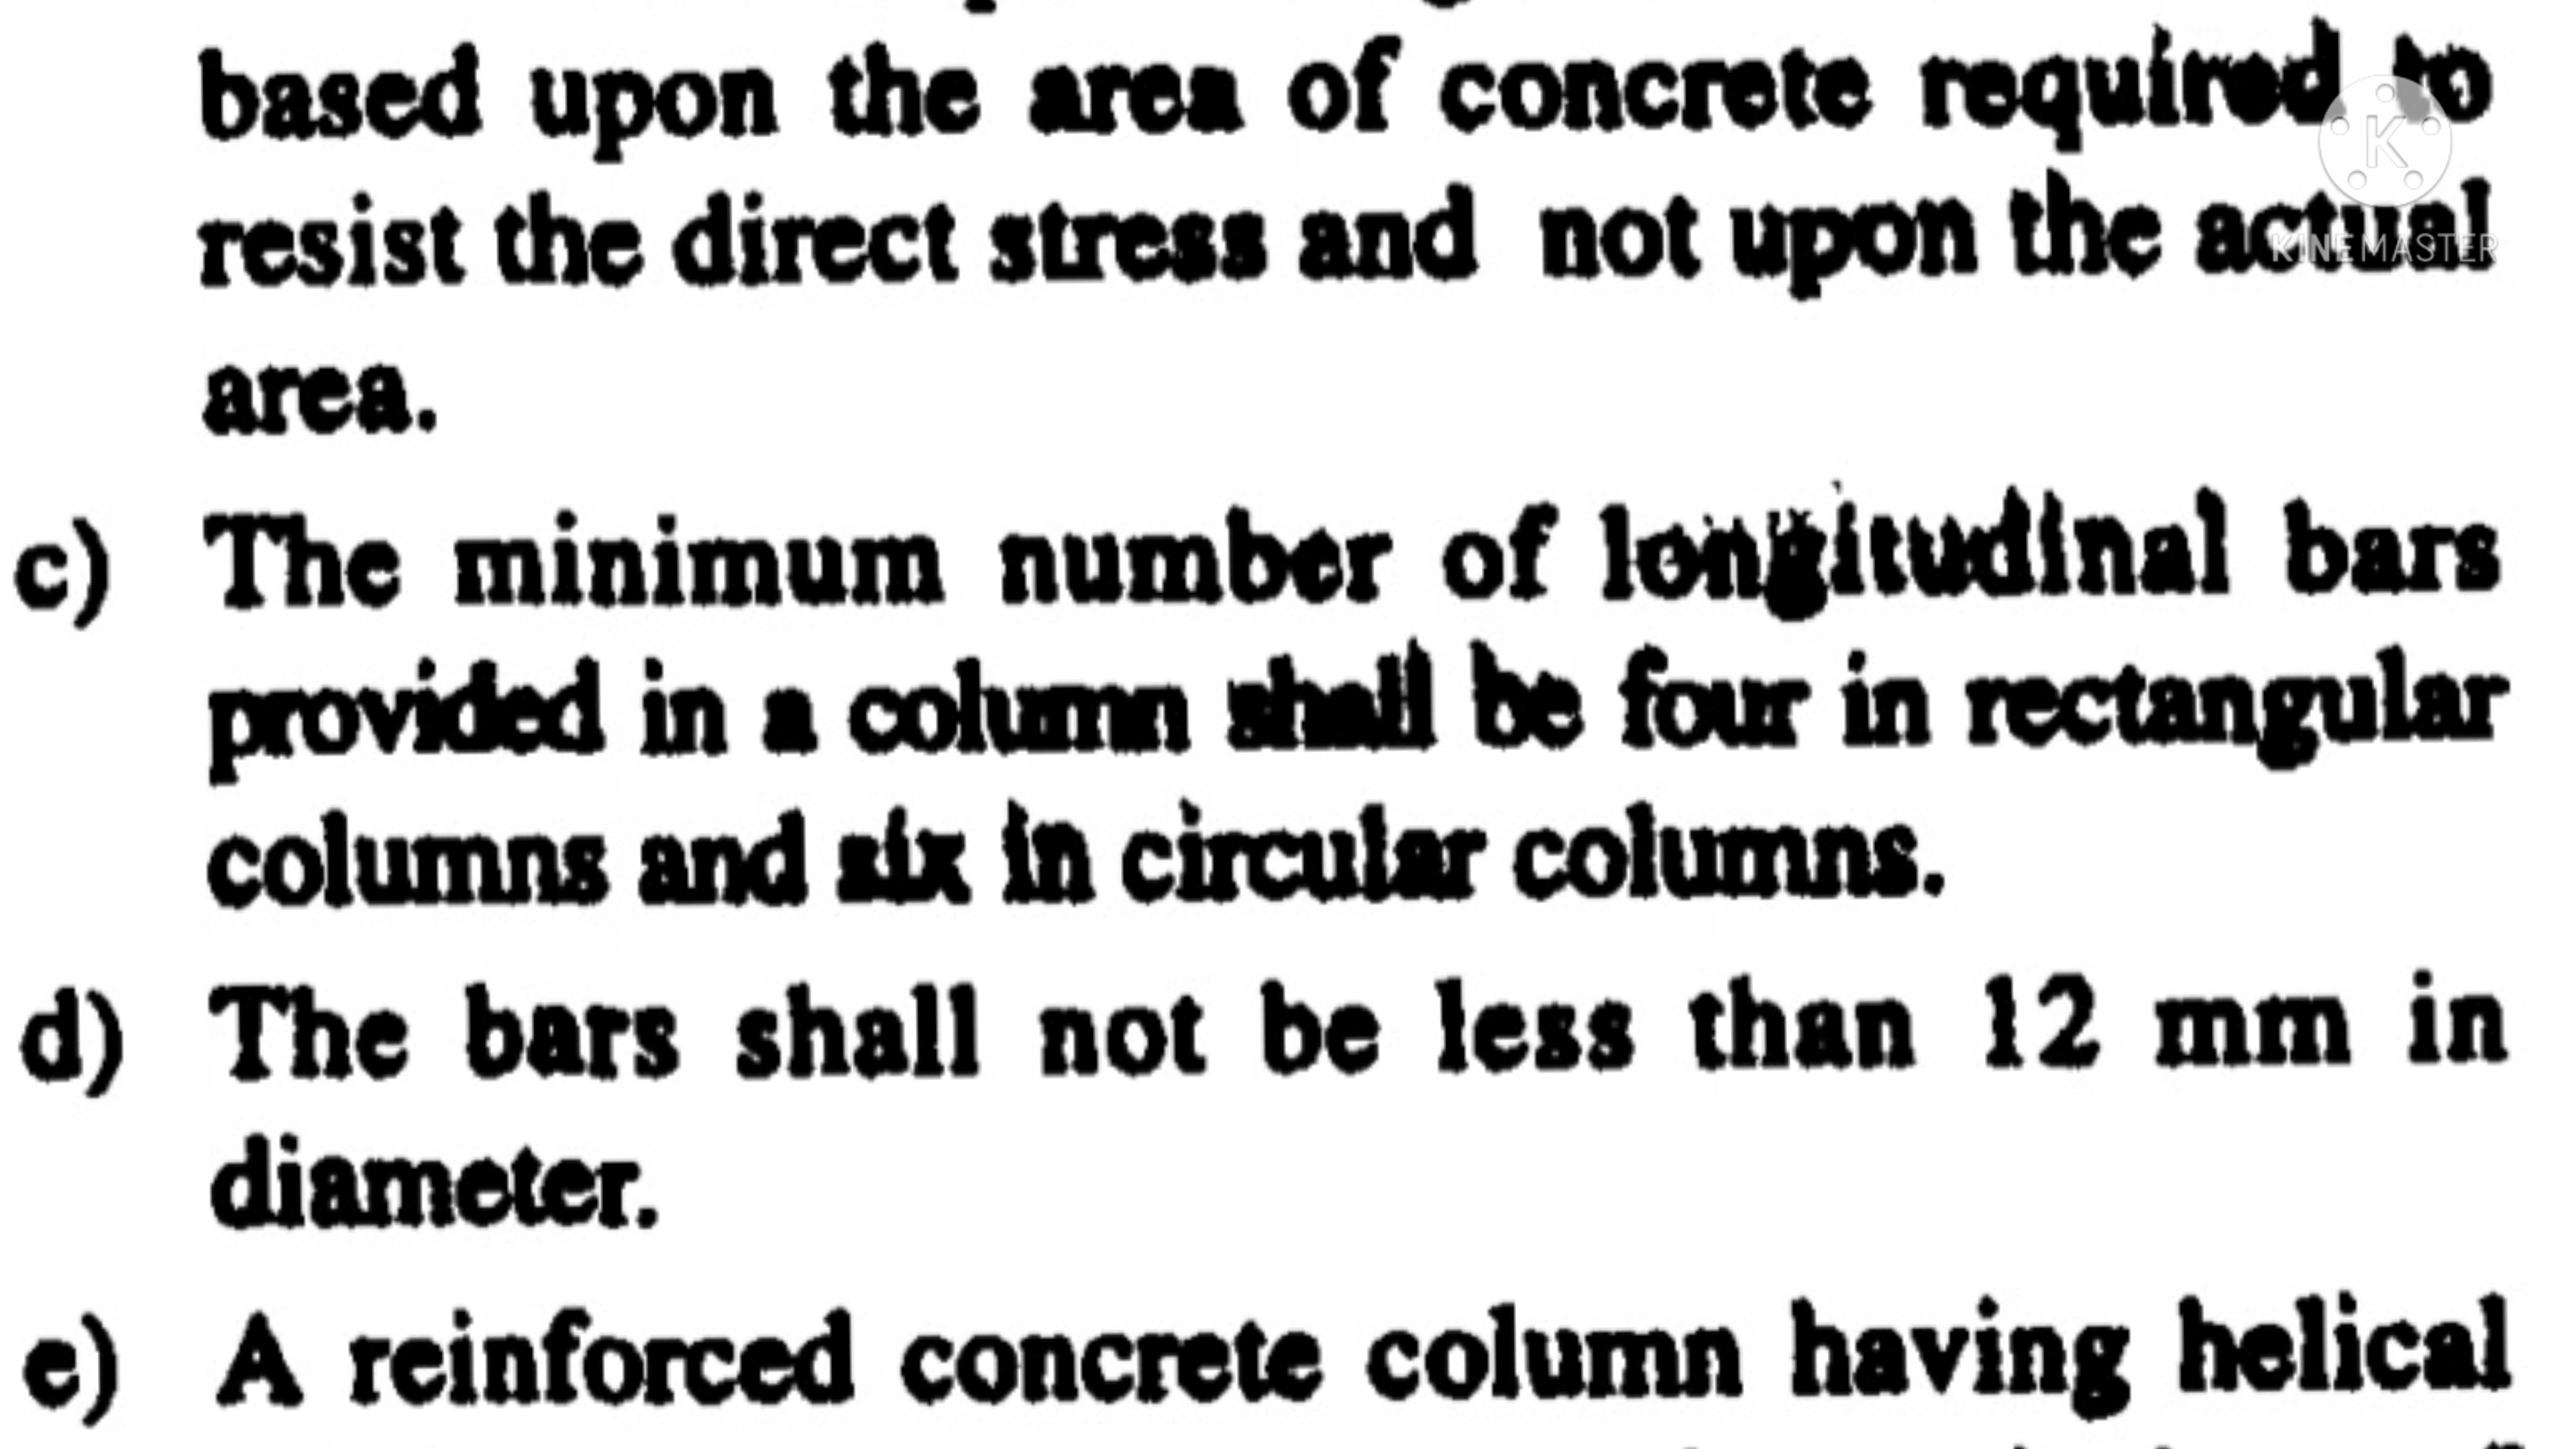 based upon the area of concrete required to
resist the direct stress and not upon the actual
area.
c) The minimum number of longitudinal bars
provided in a column shall be four in rectangular
columns and six in circular columns.
d) The bars shall not be less than 12 mm in
diameter.
e) A reinforced concrete column having helical
K
KINEMASTER